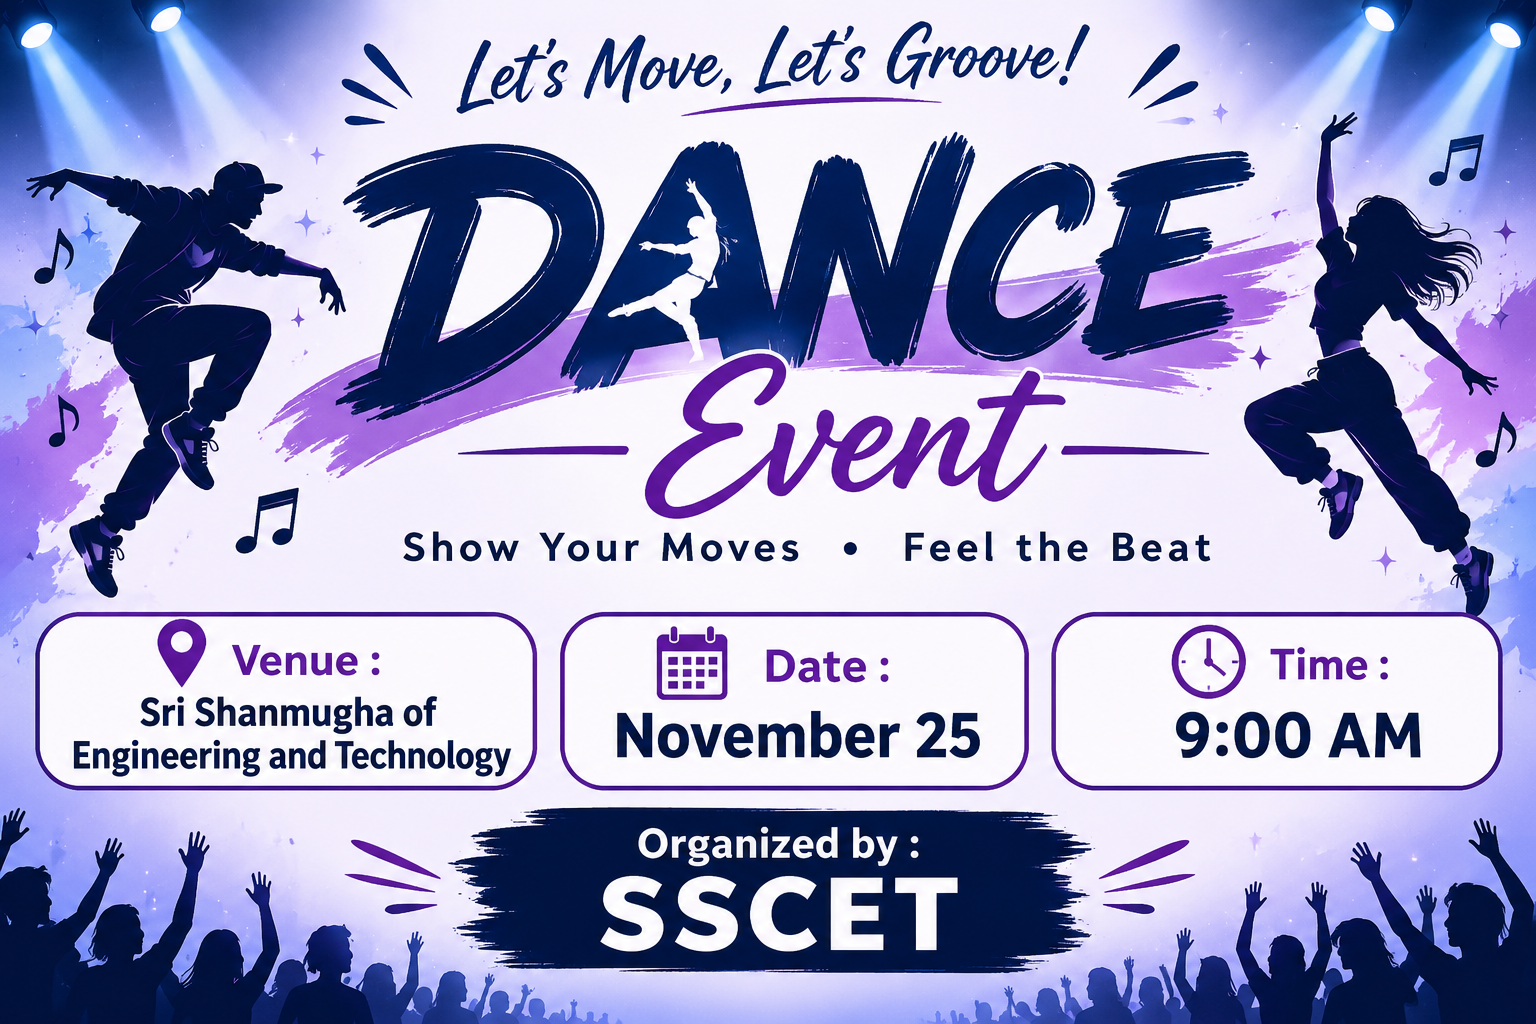 Let's Move, Let's Groove!
DANCE
Event
Show Your Moves • Feel the Beat
Venue :
Sri Shanmugha of
Engineering and Technology
Date :
November 25
Time :
9:00 AM
Organized by :
SSCET